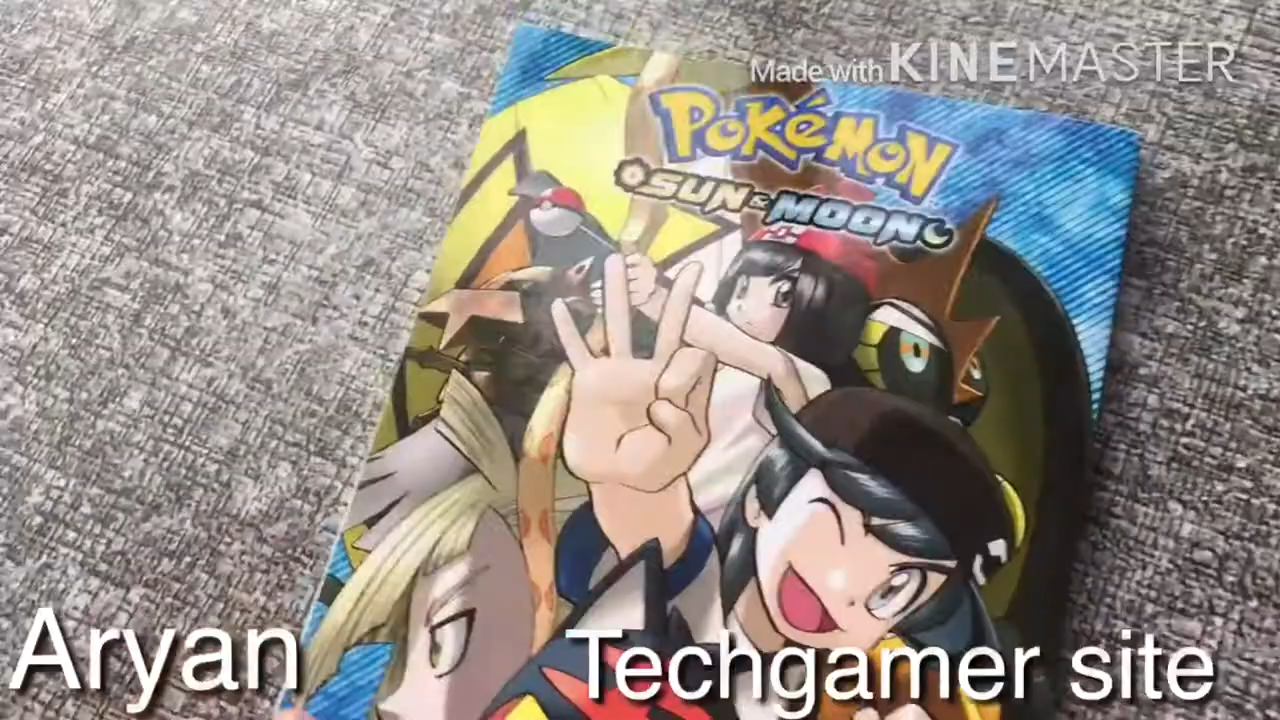 Made with KINEMASTER
POKéMON
SUN & MOON
Aryan
Techgamer site